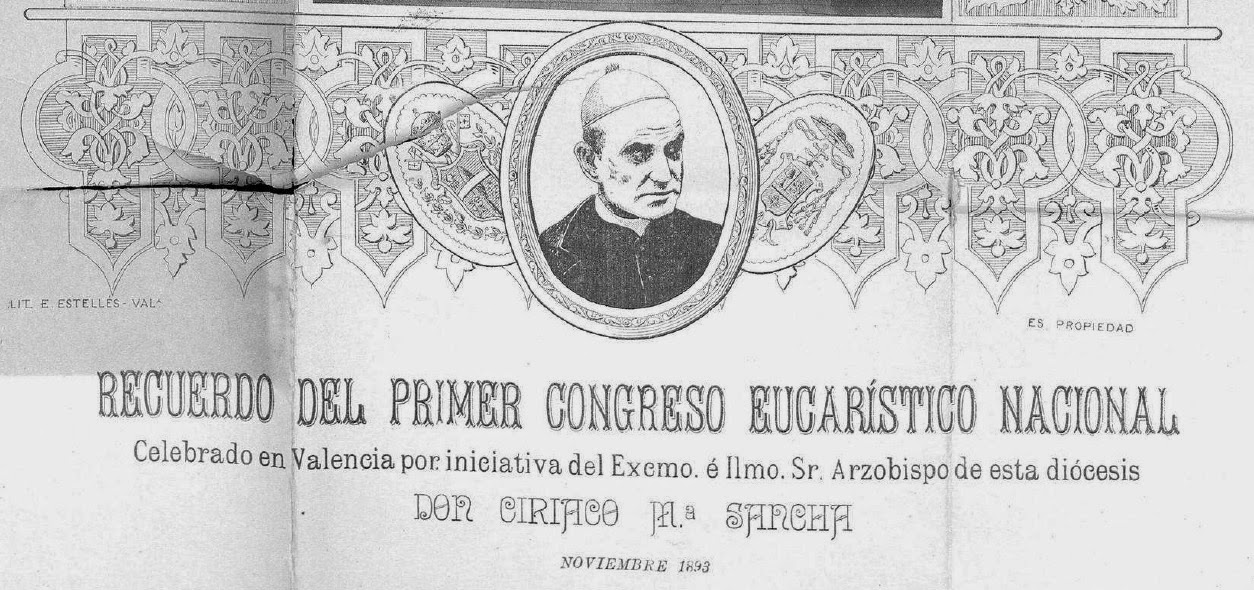 LIT. E. ESTELLÉS - VALª
ES PROPIEDAD
RECUERDO DEL PRIMER CONGRESO EUCARÍSTICO NACIONAL
Celebrado en Valencia por iniciativa del Excmo. é Ilmo. Sr. Arzobispo de esta diócesis
DON CIRIACO M.ª SANCHA
NOVIEMBRE 1893